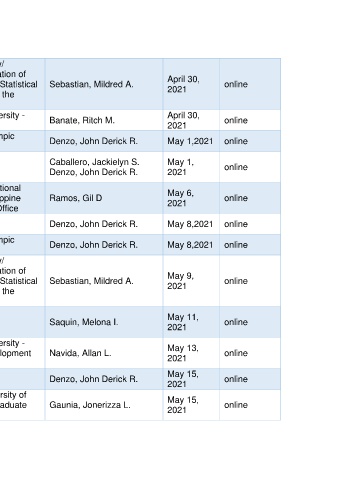 y/
ation of
Statistical
the
Sebastian, Mildred A.
April 30,
2021
online
ersity -
Banate, Ritch M.
April 30,
2021
online
mpic
Denzo, John Derick R.
May 1,2021
online
Caballero, Jackielyn S.
Denzo, John Derick R.
May 1,
2021
online
tional
ippine
Office
Ramos, Gil D
May 6,
2021
online
Denzo, John Derick R.
May 8,2021
online
mpic
Denzo, John Derick R.
May 8,2021
online
y/
ation of
Statistical
the
Sebastian, Mildred A.
May 9,
2021
online
Saquin, Melona I.
May 11,
2021
online
ersity -
lopment
Navida, Allan L.
May 13,
2021
online
Denzo, John Derick R.
May 15,
2021
online
rsity of
aduate
Gaunia, Jonerizza L.
May 15,
2021
online